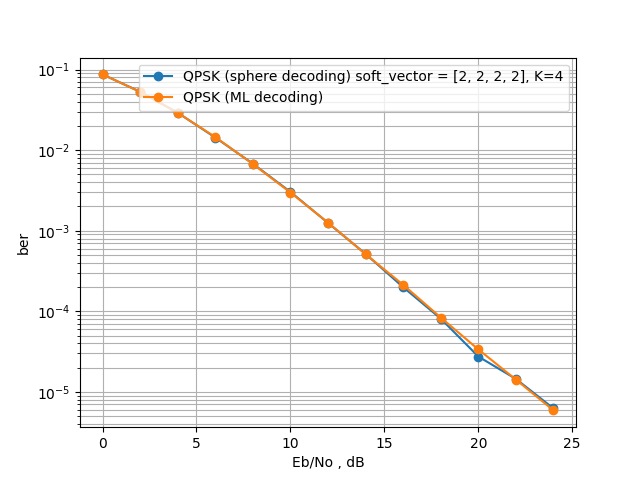 QPSK (sphere decoding) soft_vector = [2, 2, 2, 2], K=4
QPSK (ML decoding)
10⁻¹
10⁻²
10⁻³
10⁻⁴
10⁻⁵
ber
0 5 10 15 20 25
Eb/No , dB